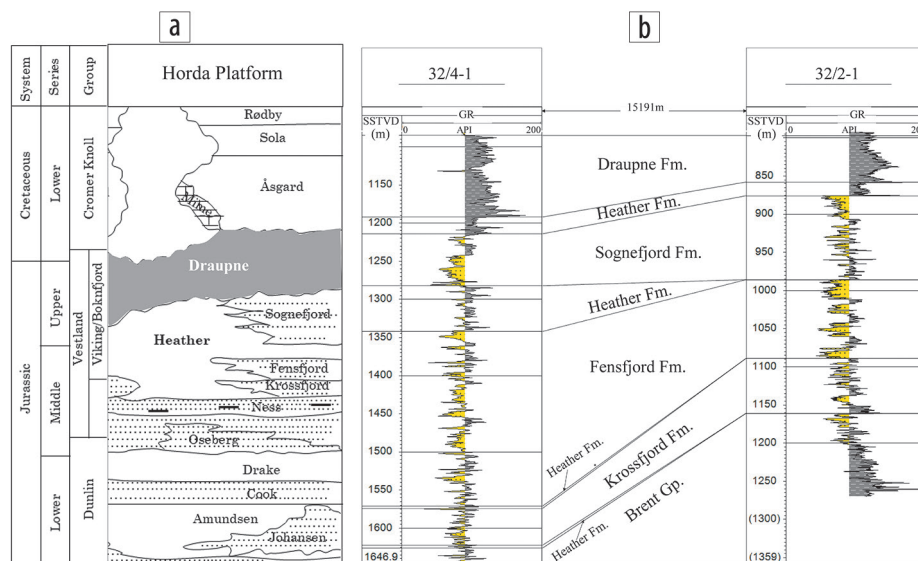 a
System
Series
Group
Horda Platform
Cretaceous
Jurassic
Lower
Upper
Middle
Lower
Cromer Knoll
Vestland
Viking/Boknfjord
Dunlin
Rødby
Sola
Åsgard
Mime
Draupne
Sognefjord
Heather
Fensfjord
Krossfjord
Ness
Oseberg
Drake
Cook
Amundsen
Johansen
b
32/4-1
SSTVD
(m)
GR
0 API 200
1150
1200
1250
1300
1350
1400
1450
1500
1550
1600
1646.9
15191m
Draupne Fm.
Heather Fm.
Sognefjord Fm.
Heather Fm.
Fensfjord Fm.
Heather Fm.
Krossfjord Fm.
Brent Gp.
Heather Fm.
32/2-1
SSTVD
(m)
GR
0 API 20
850
900
950
1000
1050
1100
1150
1200
1250
(1300)
(1359)